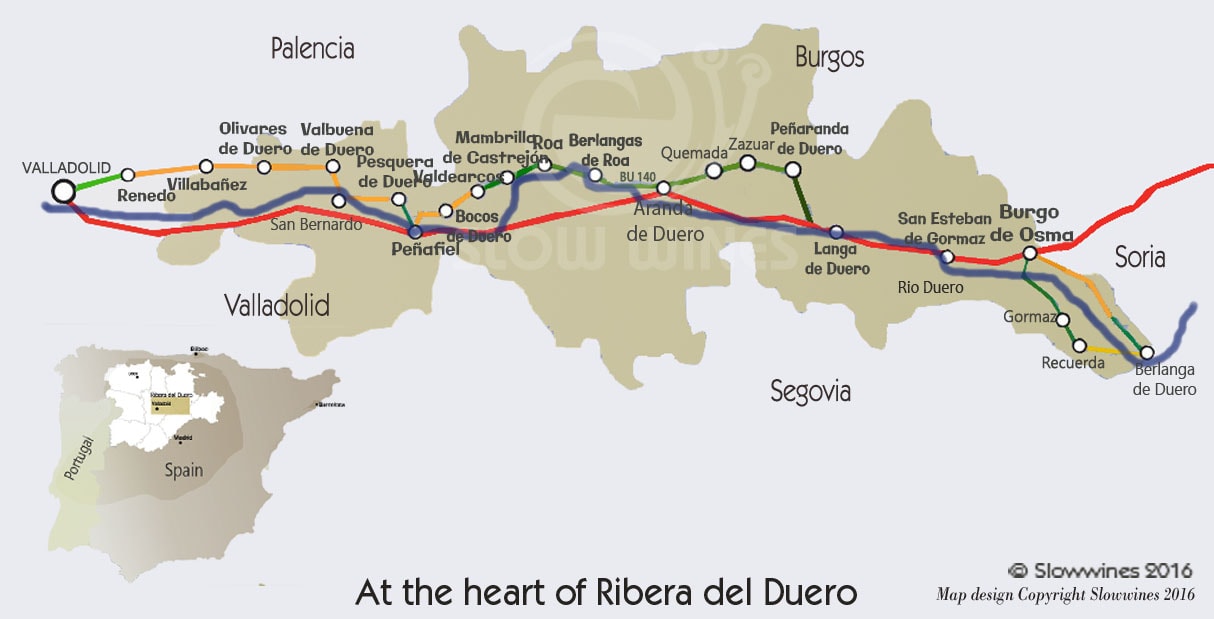 Palencia
Burgos
Olivares
de Duero
Valbuena
de Duero
Mambrilla
de Castrejón
Roa
Berlangas
de Roa
Peñaranda
de Duero
Zazuar
Quemada
VALLADOLID
Pesquera
de Duero
Valdearcos
BU 140
Renedo
Villabañez
San Bernardo
Bocos
de Duero
Peñafiel
Aranda
de Duero
SLOW WINES
Langa
de Duero
San Esteban
de Gormaz
Burgo
de Osma
Soria
Rio Duero
Valladolid
Gormaz
Recuerda
Berlanga
de Duero
Segovia
Bilbao
Leon
Ribera del Duero
Valladolid
Barcelona
Madrid
Portugal
Spain
© Slowwines 2016
At the heart of Ribera del Duero
Map design Copyright Slowwines 2016